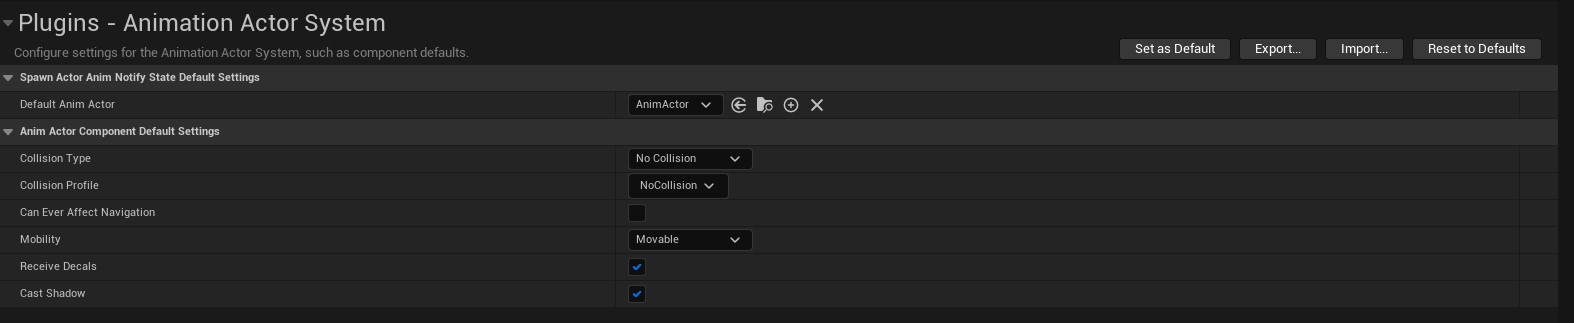 Plugins - Animation Actor System
Configure settings for the Animation Actor System, such as component defaults.
Set as Default Export... Import... Reset to Defaults
Spawn Actor Anim Notify State Default Settings
Default Anim Actor AnimActor
Anim Actor Component Default Settings
Collision Type No Collision
Collision Profile NoCollision
Can Ever Affect Navigation
Mobility Movable
Receive Decals
Cast Shadow